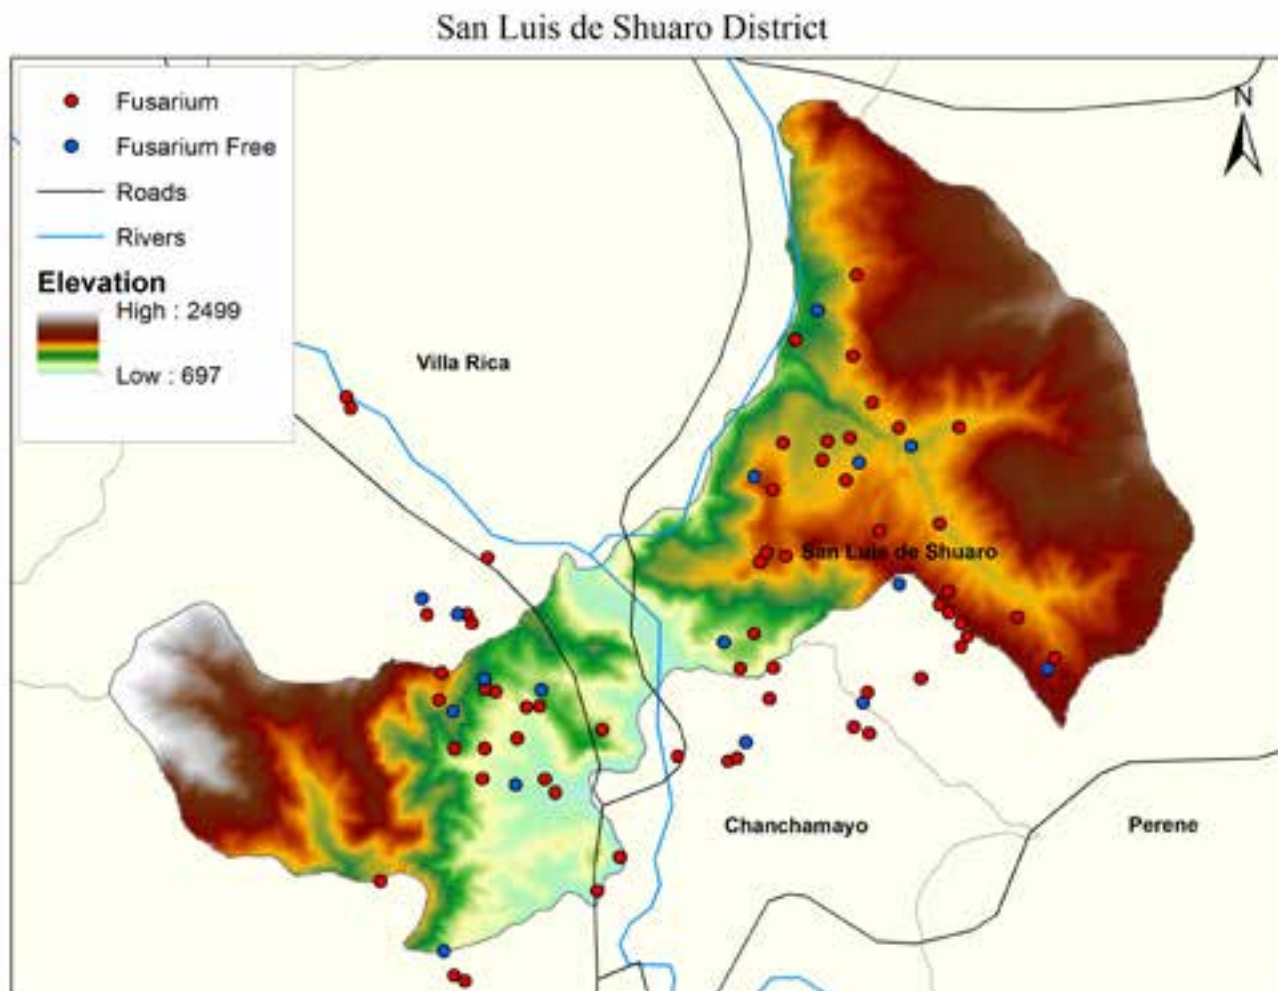 San Luis de Shuaro District
Fusarium
Fusarium Free
Roads
Rivers
Elevation
High : 2499
Low : 697
N
Villa Rica
San Luis de Shuaro
Chanchamayo
Perene